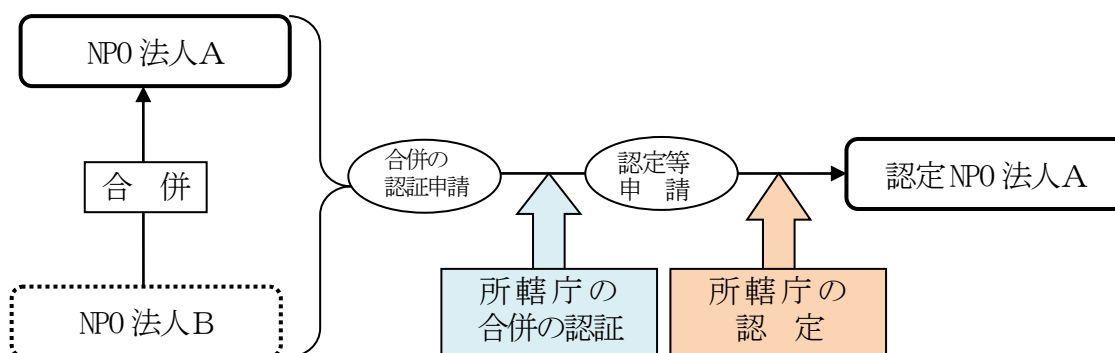 NPO法人A
合　併
NPO法人B
合併の
認証申請
認定等
申　請
認定NPO法人A
所轄庁の
合併の認証
所轄庁の
認　定